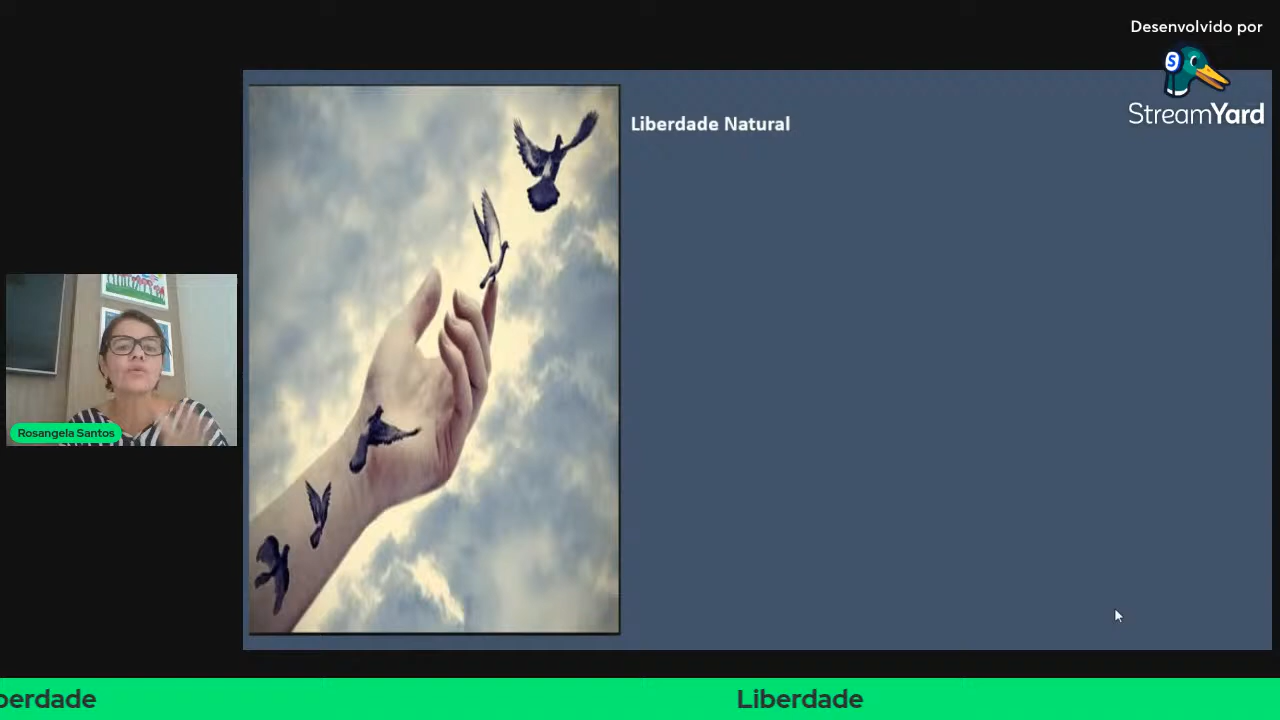 Desenvolvido por
StreamYard
Liberdade Natural
Rosangela Santos
berdade
Liberdade